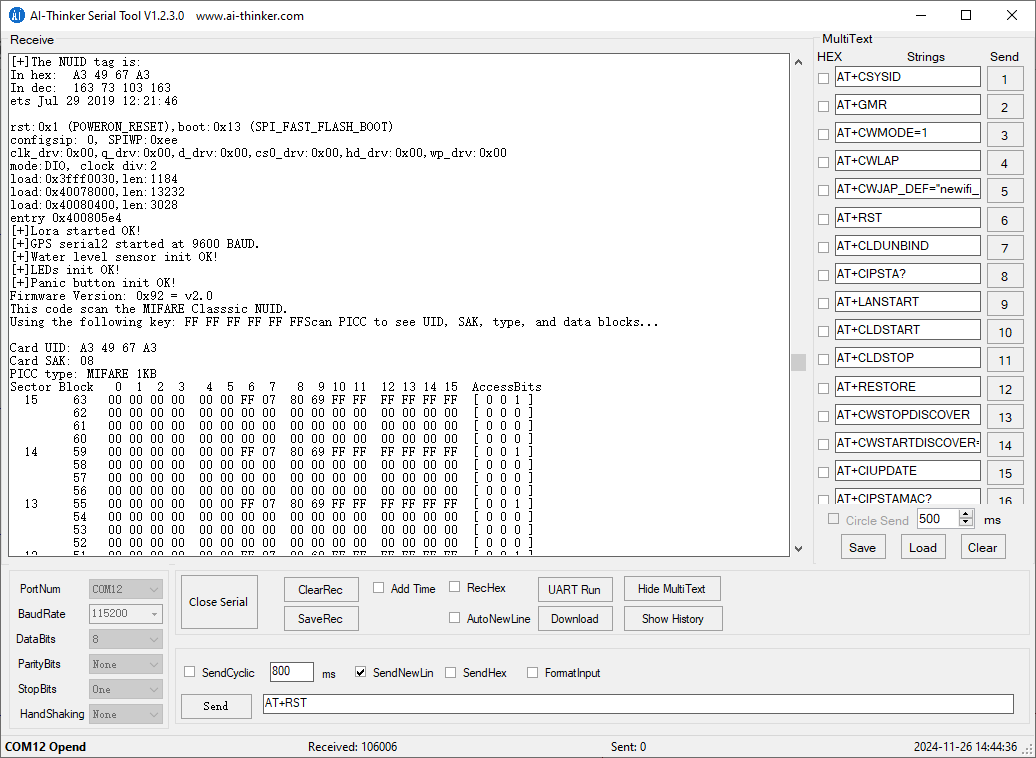 AI-Thinker Serial Tool V1.2.3.0 www.ai-thinker.com
Receive
[+]The NUID tag is:
In hex: A3 49 67 A3
In dec: 163 73 103 163
ets Jul 29 2019 12:21:46
rst:0x1 (POWERON_RESET),boot:0x13 (SPI_FAST_FLASH_BOOT)
configsip: 0, SPIWP:0xee
clk_drv:0x00,q_drv:0x00,d_drv:0x00,cs0_drv:0x00,hd_drv:0x00,wp_drv:0x00
mode:DIO, clock div:2
load:0x3fff0030,len:1184
load:0x40078000,len:13232
load:0x40080400,len:3028
entry 0x400805e4
[+]Lora started OK!
[+]GPS serial2 started at 9600 BAUD.
[+]Water level sensor init OK!
[+]LEDs init OK!
[+]Panic button init OK!
Firmware Version: 0x92 = v2.0
This code scan the MIFARE Classsic NUID.
Using the following key: FF FF FF FF FF FFScan PICC to see UID, SAK, type, and data blocks...
Card UID: A3 49 67 A3
Card SAK: 08
PICC type: MIFARE 1KB
Sector Block 0 1 2 3 4 5 6 7 8 9 10 11 12 13 14 15 AccessBits
15 63 00 00 00 00 00 00 FF 07 80 69 FF FF FF FF FF FF [ 0 0 1 ]
62 00 00 00 00 00 00 00 00 00 00 00 00 00 00 00 00 [ 0 0 0 ]
61 00 00 00 00 00 00 00 00 00 00 00 00 00 00 00 00 [ 0 0 0 ]
60 00 00 00 00 00 00 00 00 00 00 00 00 00 00 00 00 [ 0 0 0 ]
14 59 00 00 00 00 00 00 FF 07 80 69 FF FF FF FF FF FF [ 0 0 1 ]
58 00 00 00 00 00 00 00 00 00 00 00 00 00 00 00 00 [ 0 0 0 ]
57 00 00 00 00 00 00 00 00 00 00 00 00 00 00 00 00 [ 0 0 0 ]
56 00 00 00 00 00 00 00 00 00 00 00 00 00 00 00 00 [ 0 0 0 ]
13 55 00 00 00 00 00 00 FF 07 80 69 FF FF FF FF FF FF [ 0 0 1 ]
54 00 00 00 00 00 00 00 00 00 00 00 00 00 00 00 00 [ 0 0 0 ]
53 00 00 00 00 00 00 00 00 00 00 00 00 00 00 00 00 [ 0 0 0 ]
52 00 00 00 00 00 00 00 00 00 00 00 00 00 00 00 00 [ 0 0 0 ]
MultiText
HEX Strings Send
AT+CSYSID 1
AT+GMR 2
AT+CWMODE=1 3
AT+CWLAP 4
AT+CWJAP_DEF="newifi_ 5
AT+RST 6
AT+CLDUNBIND 7
AT+CIPSTA? 8
AT+LANSTART 9
AT+CLDSTART 10
AT+CLDSTOP 11
AT+RESTORE 12
AT+CWSTOPDISCOVER 13
AT+CWSTARTDISCOVER= 14
AT+CIUPDATE 15
AT+CIPSTAMAC? 16
Circle Send 500 ms
Save Load Clear
PortNum COM12
BaudRate 115200
DataBits 8
ParityBits None
StopBits One
HandShaking None
Close Serial
ClearRec Add Time RecHex UART Run Hide MultiText
SaveRec AutoNewLine Download Show History
SendCyclic 800 ms SendNewLin SendHex FormatInput
Send AT+RST
COM12 Opend Received: 106006 Sent: 0 2024-11-26 14:44:36